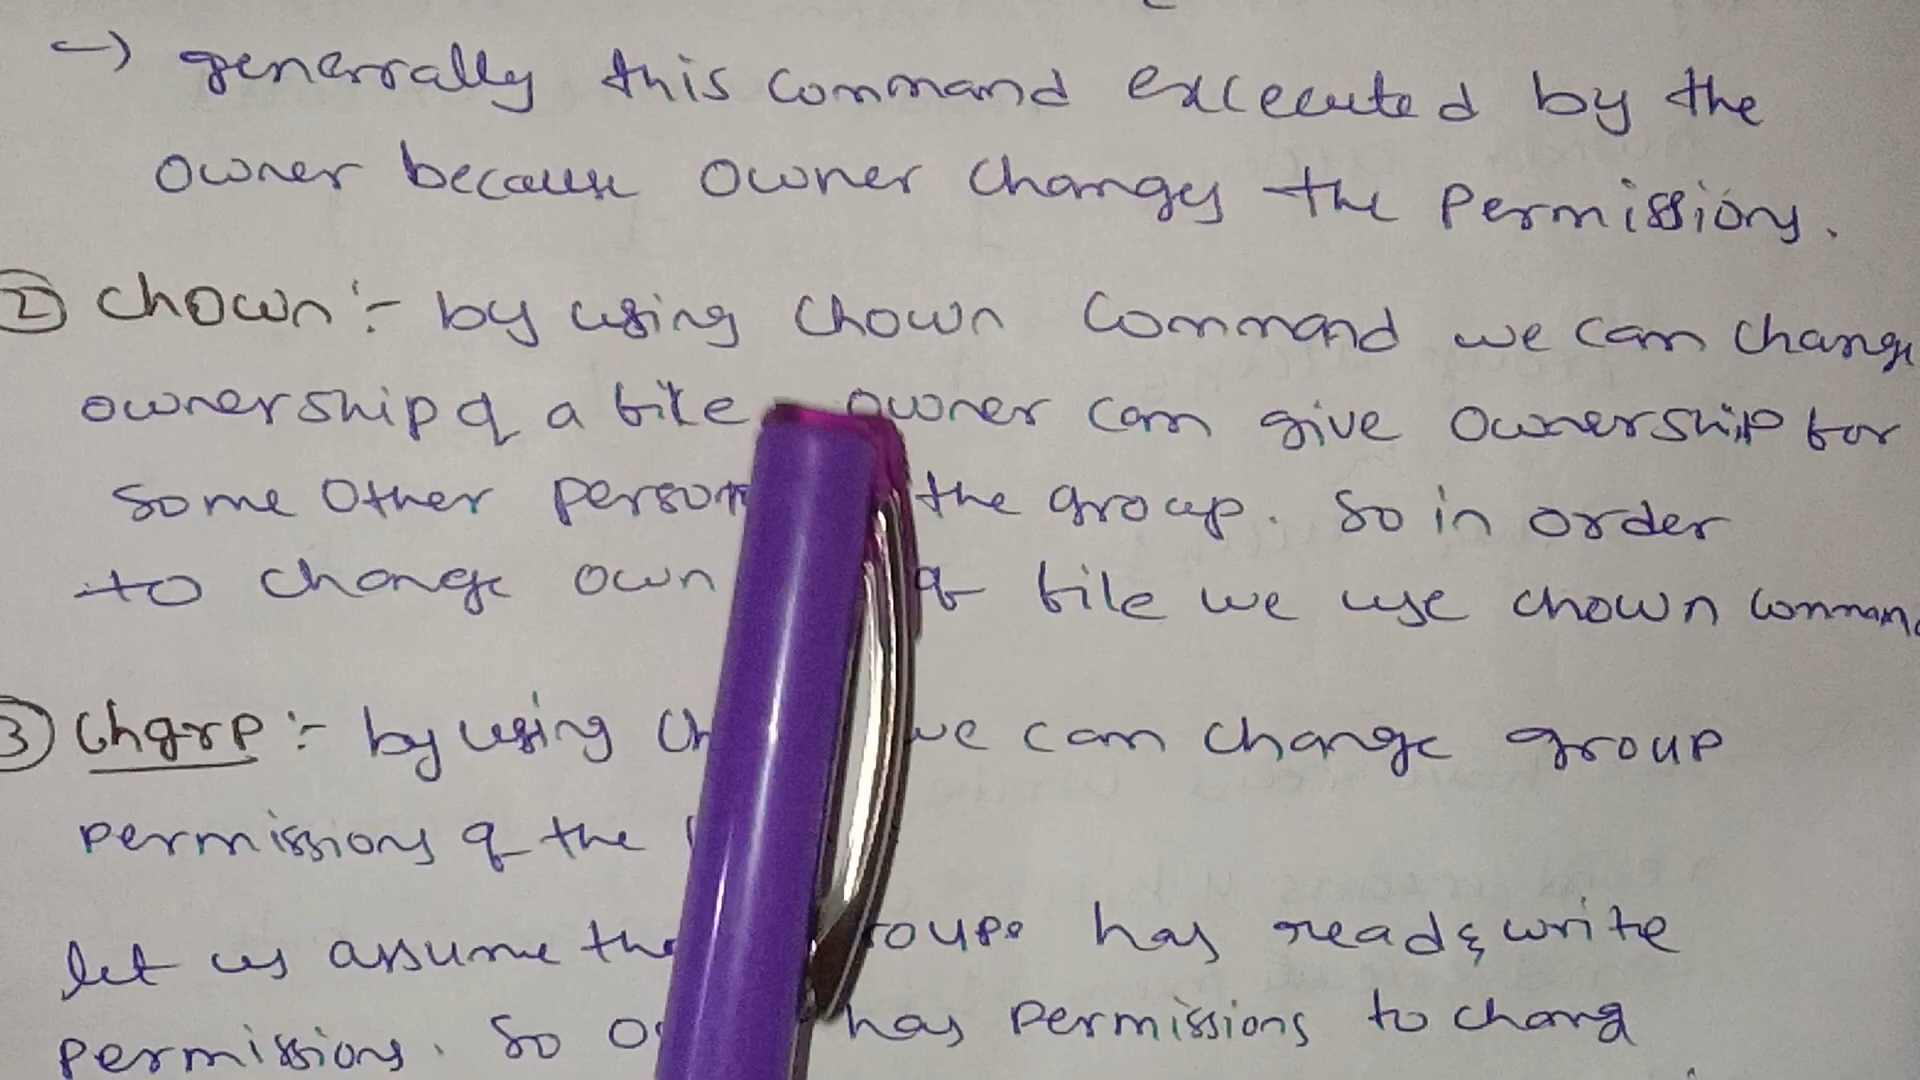 → generally this command excecuted by the
owner because owner changes the permissions.
② chown :- by using chown command we can change
ownership of a file owner can give ownership for
some other person the group. So in order
to change own of file we use chown comman
③ Chgrp :- by using ch we can change group
permissions of the
let us assume the roups has read & write
permissions. So o has permissions to chang